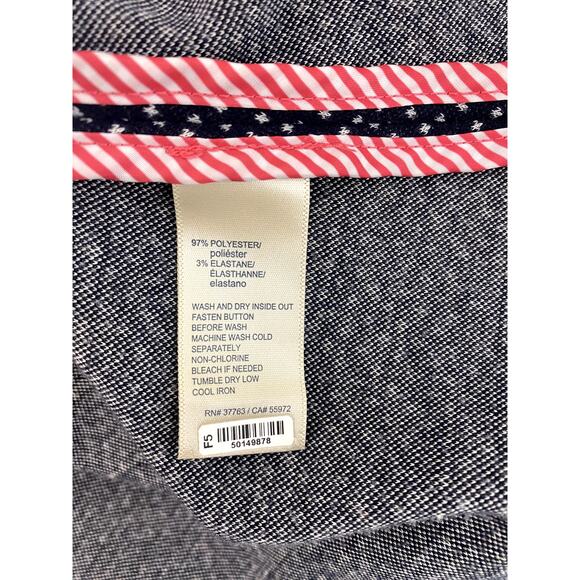 97% POLYESTER/
poliéster
3% ELASTANE/
ÉLASTHANNE/
elastano
WASH AND DRY INSIDE OUT
FASTEN BUTTON
BEFORE WASH
MACHINE WASH COLD
SEPARATELY
NON-CHLORINE
BLEACH IF NEEDED
TUMBLE DRY LOW
COOL IRON
RN# 37763 / CA# 55972
F5
50149878